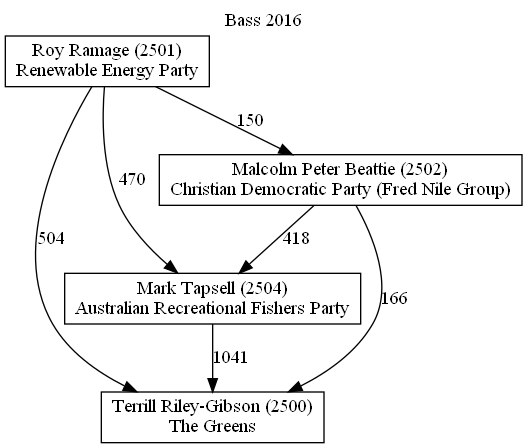 Bass 2016
Roy Ramage (2501)
Renewable Energy Party
150
Malcolm Peter Beattie (2502)
Christian Democratic Party (Fred Nile Group)
470
504
418
Mark Tapsell (2504)
Australian Recreational Fishers Party
166
1041
Terrill Riley-Gibson (2500)
The Greens